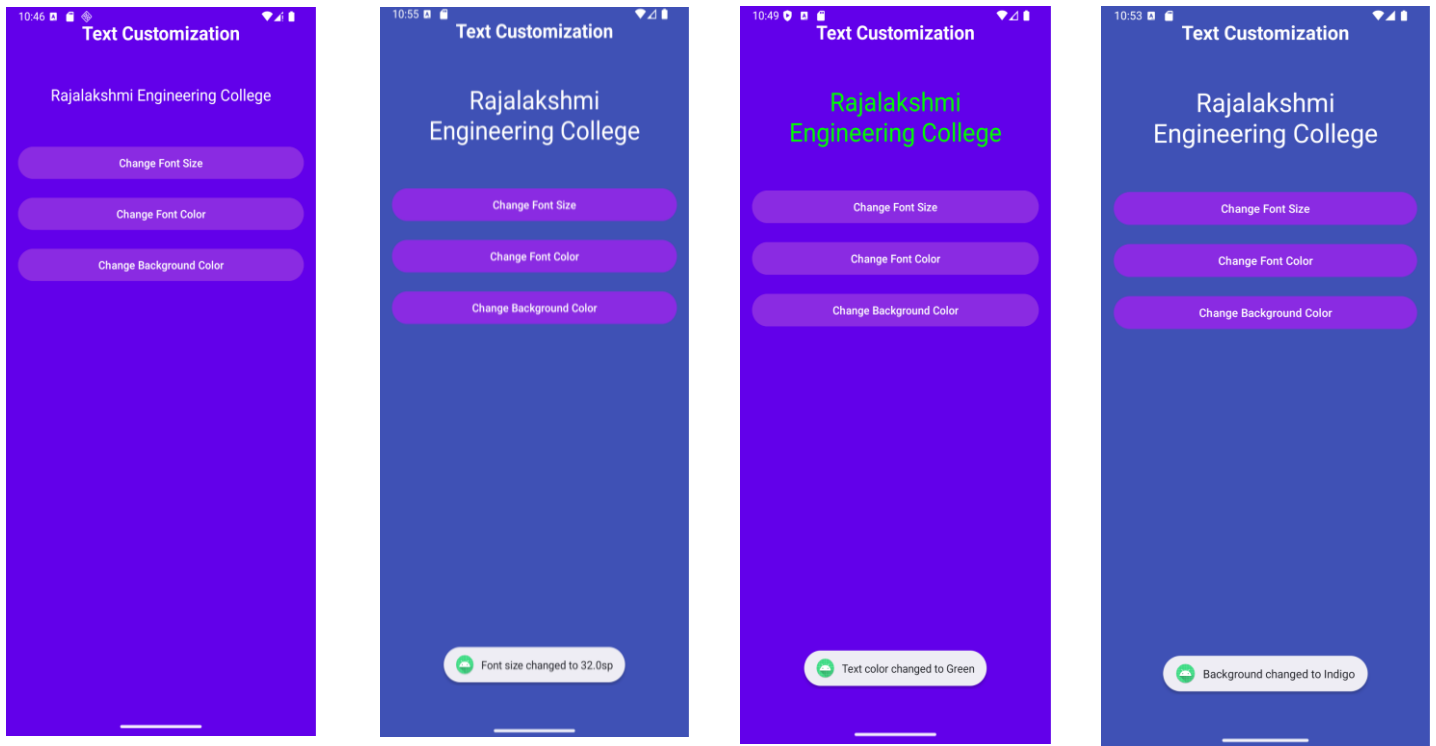 10:46
Text Customization
Rajalakshmi Engineering College
Change Font Size
Change Font Color
Change Background Color
10:55
Text Customization
Rajalakshmi
Engineering College
Change Font Size
Change Font Color
Change Background Color
Font size changed to 32.0sp
10:49
Text Customization
Rajalakshmi
Engineering College
Change Font Size
Change Font Color
Change Background Color
Text color changed to Green
10:53
Text Customization
Rajalakshmi
Engineering College
Change Font Size
Change Font Color
Change Background Color
Background changed to Indigo